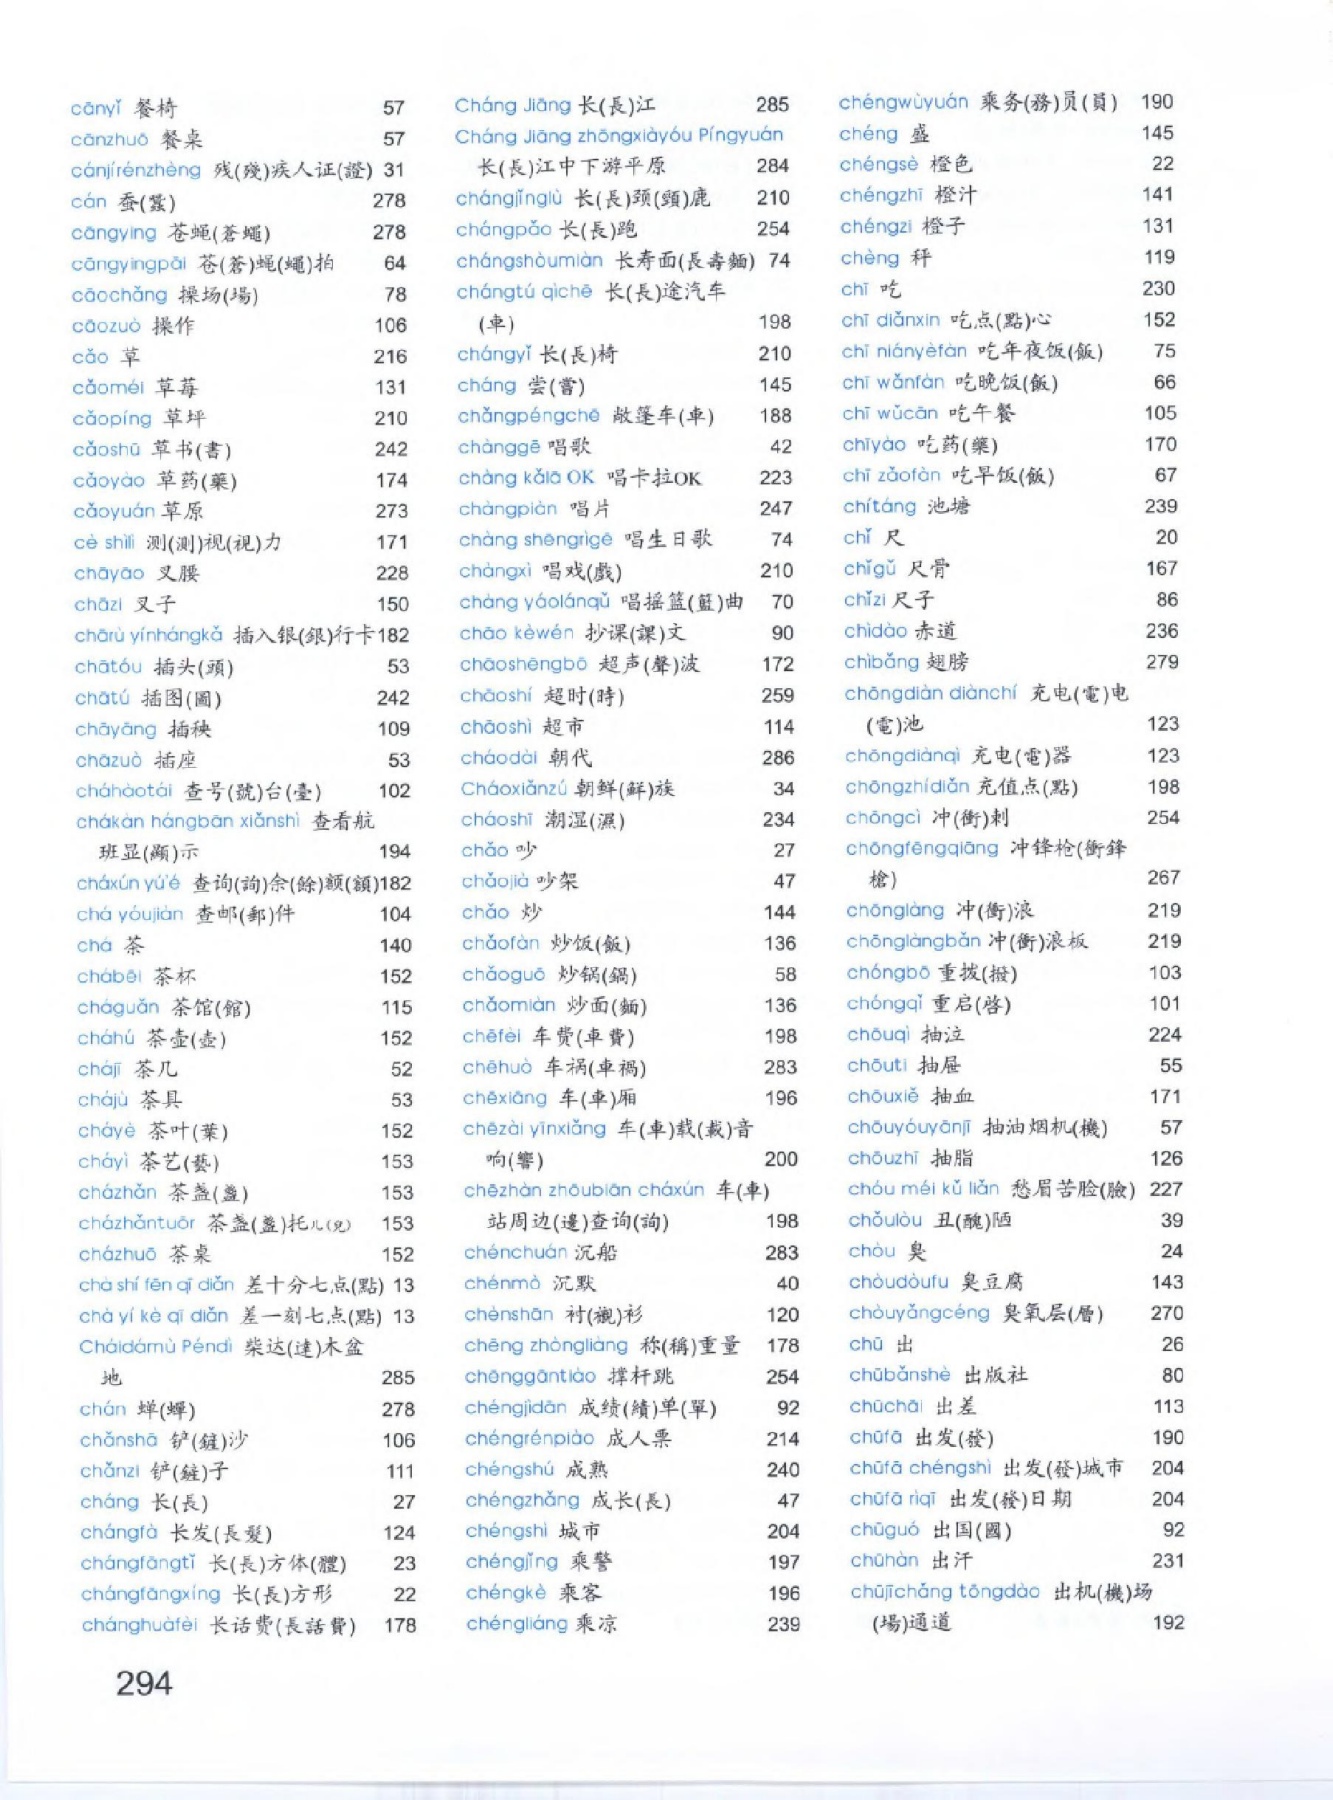 cānyǐ 餐椅 57
cānzhuō 餐桌 57
cánjírénzhèng 残(殘)疾人证(證) 31
cán 蚕(蠶) 278
cāngying 苍蝇(蒼蠅) 278
cāngyingpāi 苍(蒼)蝇(蠅)拍 64
cāochǎng 操场(場) 78
cāozuò 操作 106
cǎo 草 216
cǎoméi 草莓 131
cǎopíng 草坪 210
cǎoshū 草书(書) 242
cǎoyào 草药(藥) 174
cǎoyuán 草原 273
cè shìlì 测(測)视(視)力 171
chāyāo 叉腰 228
chāzi 叉子 150
chārù yínhángkǎ 插入银(銀)行卡182
chātóu 插头(頭) 53
chātú 插图(圖) 242
chāyāng 插秧 109
chāzuò 插座 53
cháhàotái 查号(號)台(臺) 102
chákàn hángbān xiǎnshì 查看航
班显(顯)示 194
cháxún yú'é 查询(詢)余(餘)额(額)182
chá yóujiàn 查邮(郵)件 104
chá 茶 140
chábēi 茶杯 152
cháguǎn 茶馆(館) 115
cháhú 茶壶(壺) 152
chájī 茶几 52
chájù 茶具 53
cháyè 茶叶(葉) 152
cháyì 茶艺(藝) 153
cházhǎn 茶盏(盞) 153
cházhǎntuōr 茶盏(盞)托儿(兒) 153
cházhuō 茶桌 152
chà shí fēn qī diǎn 差十分七点(點) 13
chà yí kè qī diǎn 差一刻七点(點) 13
Cháidámù Péndì 柴达(達)木盆
地 285
chán 蝉(蟬) 278
chǎnshā 铲(鏟)沙 106
chǎnzi 铲(鏟)子 111
cháng 长(長) 27
chángfà 长发(長髮) 124
chángfāngtǐ 长(長)方体(體) 23
chángfāngxíng 长(長)方形 22
chánghuàfèi 长话费(長話費) 178
Cháng Jiāng 长(長)江 285
Cháng Jiāng zhōngxiàyóu Píngyuán
长(長)江中下游平原 284
chángjǐnglù 长(長)颈(頸)鹿 210
chángpǎo 长(長)跑 254
chángshòumiàn 长寿面(長壽麵) 74
chángtú qìchē 长(長)途汽车
(車) 198
chángyǐ 长(長)椅 210
cháng 尝(嘗) 145
chǎngpéngchē 敞篷车(車) 188
chànggē 唱歌 42
chàng kǎlā OK 唱卡拉OK 223
chàngpiàn 唱片 247
chàng shēngrìgē 唱生日歌 74
chàngxì 唱戏(戲) 210
chàng yáolánqǔ 唱摇篮(籃)曲 70
chāo kèwén 抄课(課)文 90
chāoshēngbō 超声(聲)波 172
chāoshí 超时(時) 259
chāoshì 超市 114
cháodài 朝代 286
Cháoxiǎnzú 朝鲜(鮮)族 34
cháoshī 潮湿(濕) 234
chǎo 吵 27
chǎojià 吵架 47
chǎo 炒 144
chǎofàn 炒饭(飯) 136
chǎoguō 炒锅(鍋) 58
chǎomiàn 炒面(麵) 136
chēfèi 车费(車費) 198
chēhuò 车祸(車禍) 283
chēxiāng 车(車)厢 196
chēzài yīnxiǎng 车(車)载(載)音
响(響) 200
chēzhàn zhōubiān cháxún 车(車)
站周边(邊)查询(詢) 198
chénchuán 沉船 283
chénmò 沉默 40
chènshān 衬(襯)衫 120
chēng zhòngliàng 称(稱)重量 178
chēnggāntiào 撑杆跳 254
chéngjìdān 成绩(績)单(單) 92
chéngrénpiào 成人票 214
chéngshú 成熟 240
chéngzhǎng 成长(長) 47
chéngshì 城市 204
chéngjǐng 乘警 197
chéngkè 乘客 196
chéngliáng 乘凉 239
chéngwùyuán 乘务(務)员(員) 190
chéng 盛 145
chéngsè 橙色 22
chéngzhī 橙汁 141
chéngzi 橙子 131
chèng 秤 119
chī 吃 230
chī diǎnxin 吃点(點)心 152
chī niányèfàn 吃年夜饭(飯) 75
chī wǎnfàn 吃晚饭(飯) 66
chī wǔcān 吃午餐 105
chīyào 吃药(藥) 170
chī zǎofàn 吃早饭(飯) 67
chítáng 池塘 239
chǐ 尺 20
chǐgǔ 尺骨 167
chǐzi 尺子 86
chìdào 赤道 236
chìbǎng 翅膀 279
chōngdiàn diànchí 充电(電)电
(電)池 123
chōngdiànqì 充电(電)器 123
chōngzhídiǎn 充值点(點) 198
chōngcì 冲(衝)刺 254
chōngfēngqiāng 冲锋枪(衝鋒
槍) 267
chōnglàng 冲(衝)浪 219
chōnglàngbǎn 冲(衝)浪板 219
chóngbō 重拨(撥) 103
chóngqǐ 重启(啓) 101
chōuqì 抽泣 224
chōuti 抽屉 55
chōuxiě 抽血 171
chōuyóuyānjī 抽油烟机(機) 57
chōuzhī 抽脂 126
chóu méi kǔ liǎn 愁眉苦脸(臉) 227
chǒulòu 丑(醜)陋 39
chòu 臭 24
chòudòufu 臭豆腐 143
chòuyǎngcéng 臭氧层(層) 270
chū 出 26
chūbǎnshè 出版社 80
chūchāi 出差 113
chūfā 出发(發) 190
chūfā chéngshì 出发(發)城市 204
chūfā rìqī 出发(發)日期 204
chūguó 出国(國) 92
chūhàn 出汗 231
chūjīchǎng tōngdào 出机(機)场
(場)通道 192
294